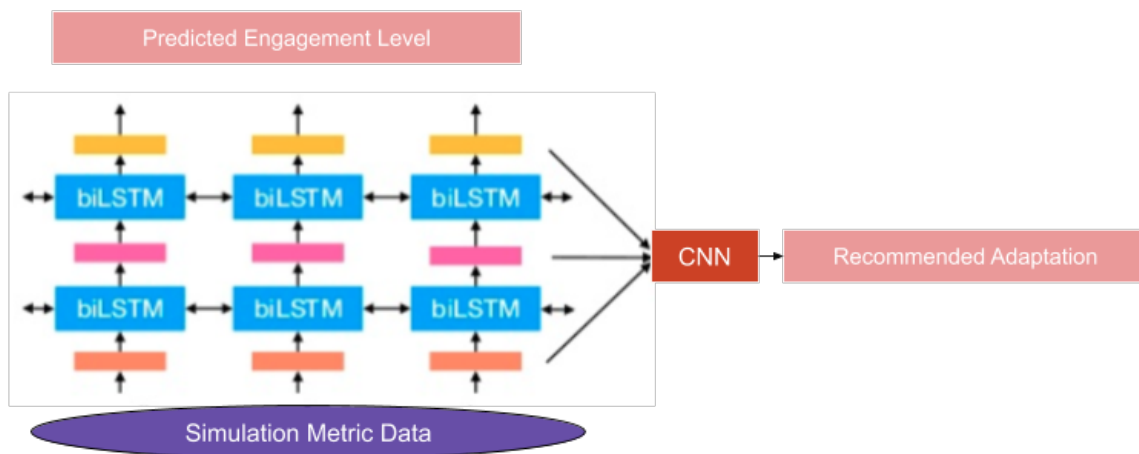 Predicted Engagement Level
biLSTM biLSTM biLSTM
CNN Recommended Adaptation
biLSTM biLSTM biLSTM
Simulation Metric Data